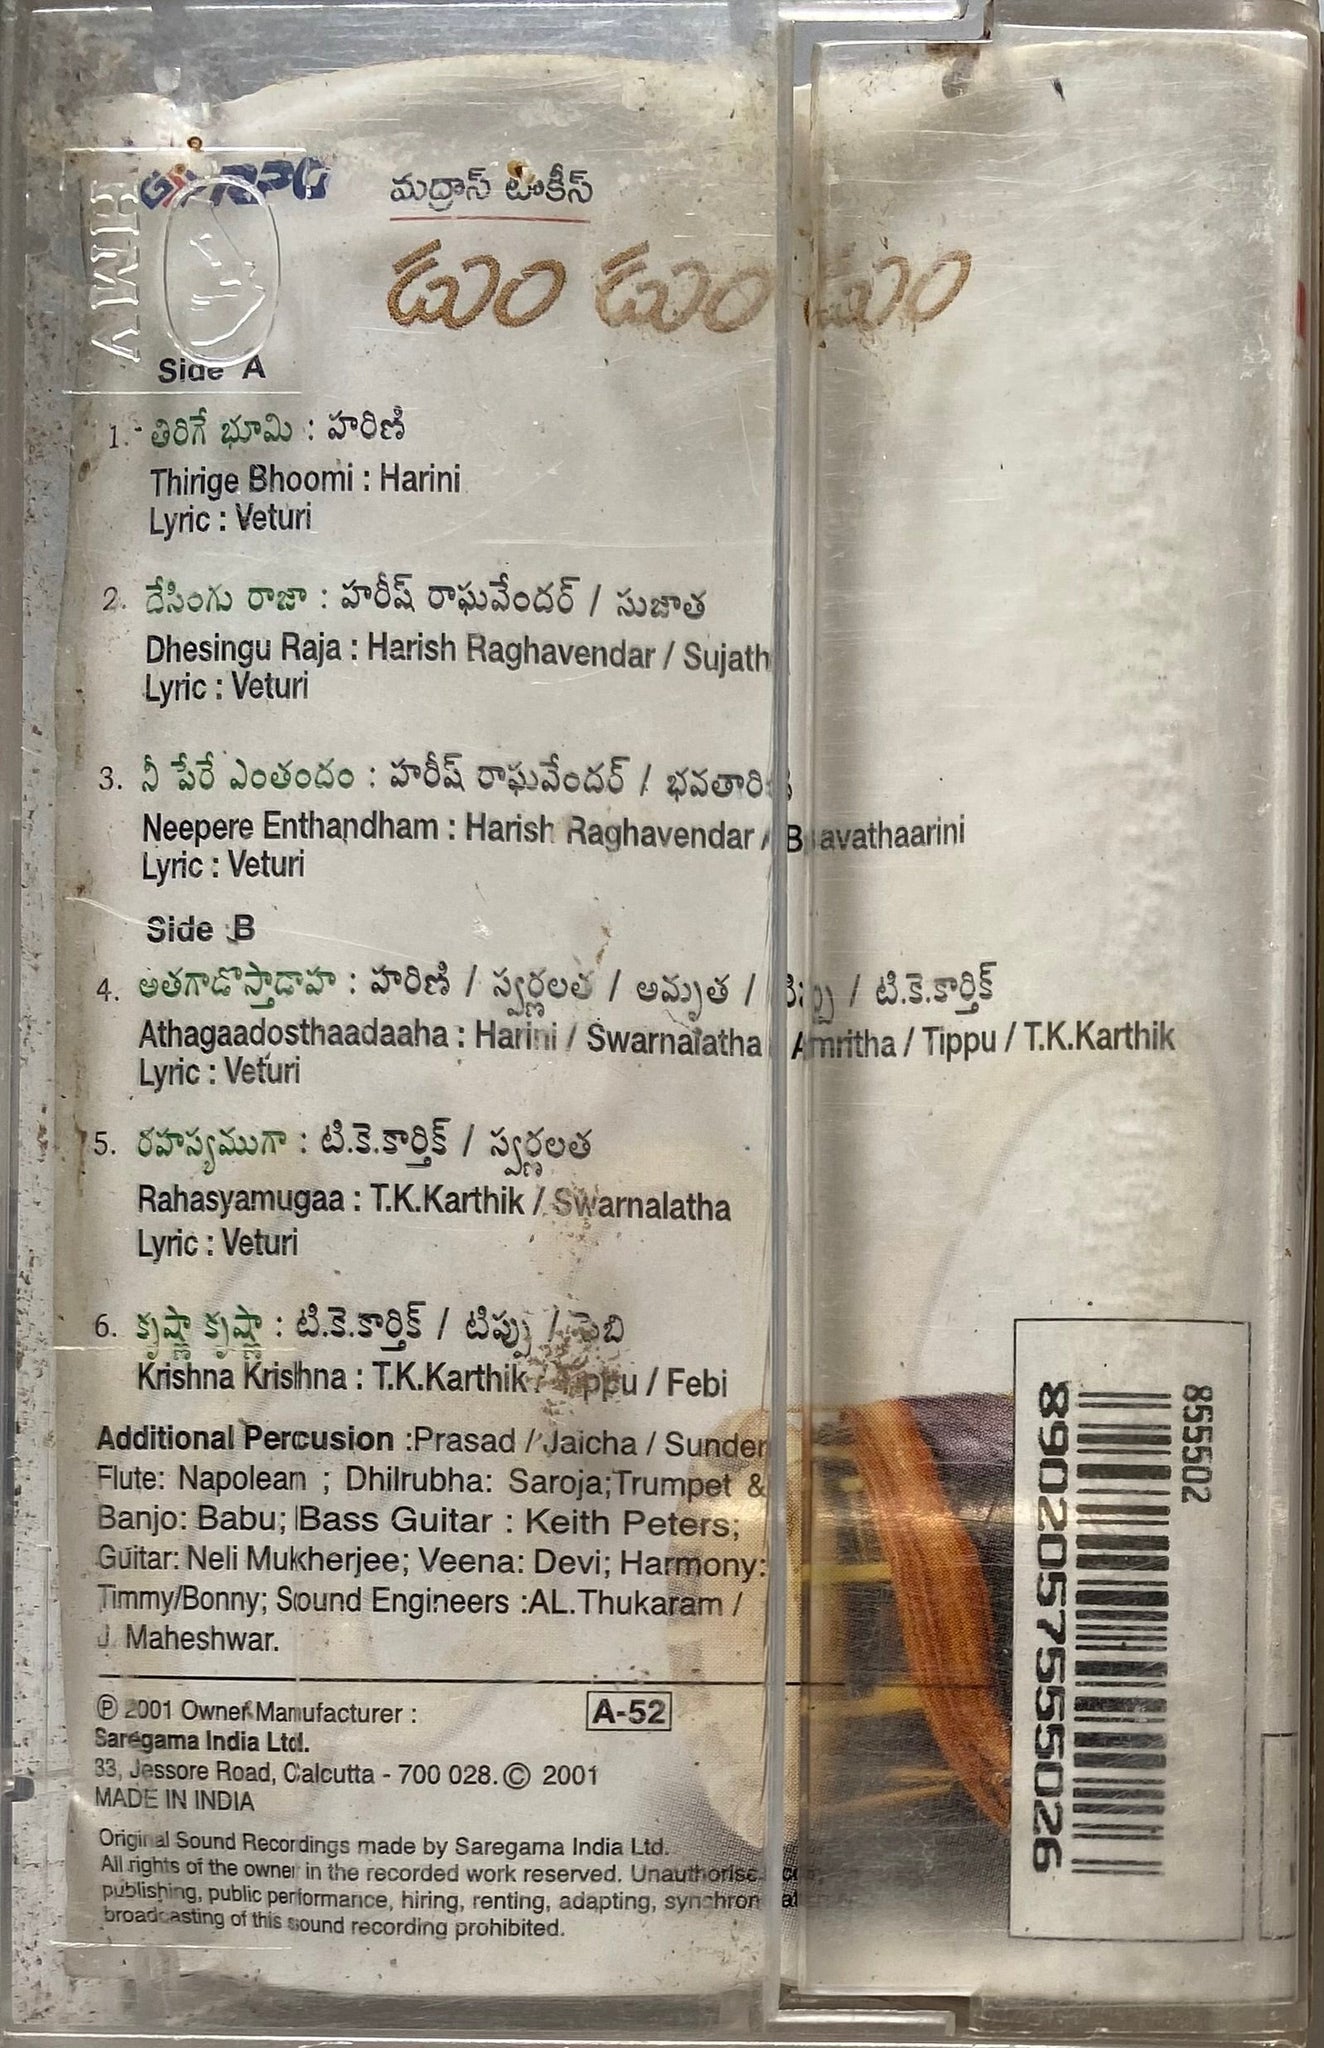 HMV
మద్రాస్ టాకీస్
డుం డుం డుం
Side A
1. తిరిగే భూమి : హరిణి
Thirige Bhoomi : Harini
Lyric : Veturi
2. దేసింగు రాజా : హరీష్ రాఘవేందర్ / సుజాత
Dhesingu Raja : Harish Raghavendar / Sujath
Lyric : Veturi
3. నీ పేరే ఎంతందం : హరీష్ రాఘవేందర్ / భవతారిణి
Neepere Enthandham : Harish Raghavendar / Bhavathaarini
Lyric : Veturi
Side B
4. అతగాడొస్తాడాహ : హరిణి / స్వర్ణలత / అమృత / టిప్పు / టి.కె.కార్తిక్
Athagaadosthaadaaha : Harini / Swarnalatha / Amritha / Tippu / T.K.Karthik
Lyric : Veturi
5. రహస్యముగా : టి.కె.కార్తిక్ / స్వర్ణలత
Rahasyamugaa : T.K.Karthik / Swarnalatha
Lyric : Veturi
6. కృష్ణా కృష్ణా : టి.కె.కార్తిక్ / టిప్పు / ఫెబి
Krishna Krishna : T.K.Karthik / Tippu / Febi
Additional Percusion :Prasad / Jaicha / Sunder
Flute: Napolean ; Dhilrubha: Saroja;Trumpet &
Banjo: Babu; Bass Guitar : Keith Peters;
Guitar: Neli Mukherjee; Veena: Devi; Harmony:
Timmy/Bonny; Sound Engineers :AL.Thukaram /
J. Maheshwar.
℗ 2001 Owner Manufacturer :
A-52
Saregama India Ltd.
33, Jessore Road, Calcutta - 700 028.© 2001
MADE IN INDIA
Original Sound Recordings made by Saregama India Ltd.
All rights of the owner in the recorded work reserved.
publishing, public performance, hiring, renting, adapting,
broadcasting of this sound recording prohibited.
855502
8902057555026